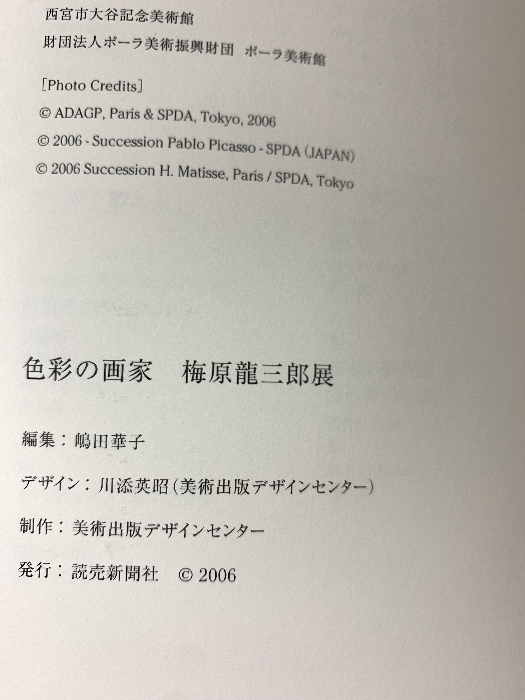 西宮市大谷記念美術館
財団法人ポーラ美術振興財団 ポーラ美術館
[Photo Credits]
© ADAGP, Paris & SPDA, Tokyo, 2006
© 2006 - Succession Pablo Picasso - SPDA (JAPAN)
© 2006 Succession H. Matisse, Paris / SPDA, Tokyo
色彩の画家 梅原龍三郎展
編集：嶋田華子
デザイン：川添英昭(美術出版デザインセンター)
制作：美術出版デザインセンター
発行：読売新聞社 © 2006